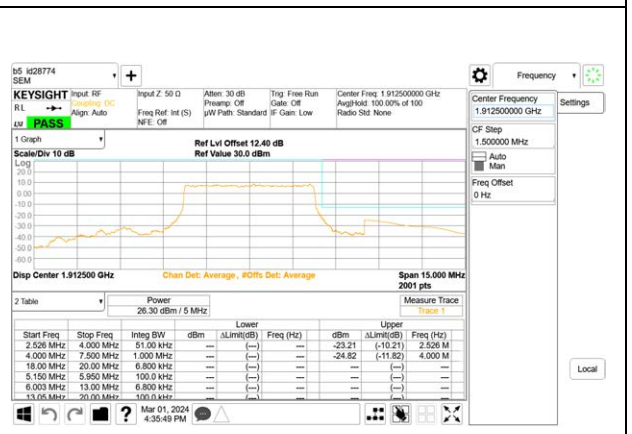 b5 id28774
SEM
Frequency
KEYSIGHT
RL
PASS
Input: RF
Coupling: DC
Align: Auto
Input Z: 50 Ω
Freq Ref: Int (S)
NFE: Off
Atten: 30 dB
Preamp: Off
µW Path: Standard
Trig: Free Run
Gate: Off
IF Gain: Low
Center Freq: 1.912500000 GHz
Avg|Hold: 100.00% of 100
Radio Std: None
Center Frequency
1.912500000 GHz
Settings
CF Step
1.500000 MHz
Auto
Man
Freq Offset
0 Hz
1 Graph
Scale/Div 10 dB
Ref Lvl Offset 12.40 dB
Ref Value 30.0 dBm
Log
20.0
10.0
0.00
-10.0
-20.0
-30.0
-40.0
-50.0
-60.0
Disp Center 1.912500 GHz
Chan Det: Average , #Offs Det: Average
Span 15.000 MHz
2001 pts
2 Table
Power
26.30 dBm / 5 MHz
Measure Trace
Trace 1
Lower Upper
Start Freq Stop Freq Integ BW dBm ΔLimit(dB) Freq (Hz) dBm ΔLimit(dB) Freq (Hz)
2.526 MHz 4.000 MHz 51.00 kHz --- (---) --- -23.21 (-10.21) 2.526 M
4.000 MHz 7.500 MHz 1.000 MHz --- (---) --- -24.82 (-11.82) 4.000 M
18.00 MHz 20.00 MHz 6.800 kHz --- (---) --- --- (---) ---
5.150 MHz 5.950 MHz 100.0 kHz --- (---) --- --- (---) ---
6.003 MHz 13.00 MHz 6.800 kHz --- (---) --- --- (---) ---
13.05 MHz 20.00 MHz 100.0 kHz --- (---) --- --- (---) ---
Local
?
Mar 01, 2024
4:35:49 PM